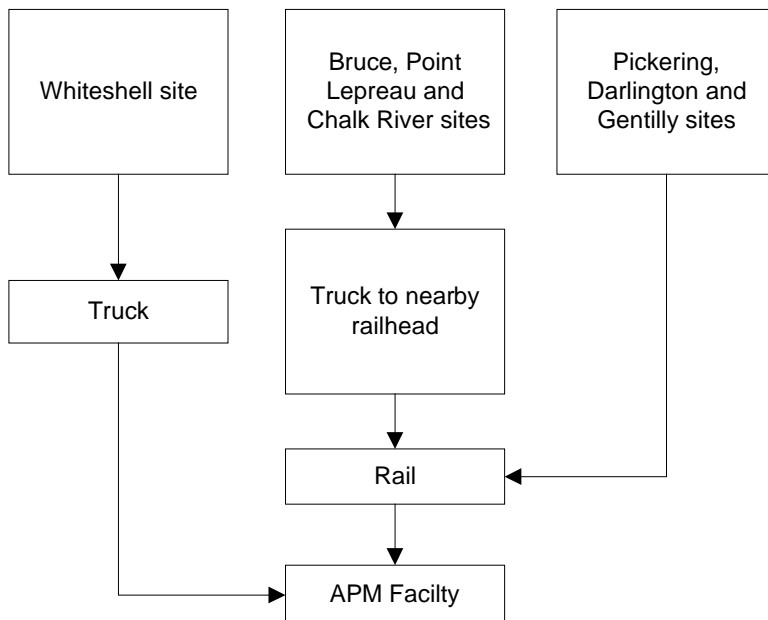 Whiteshell site
Bruce, Point
Lepreau and
Chalk River sites
Pickering,
Darlington and
Gentilly sites
Truck
Truck to nearby
railhead
Rail
APM Facilty